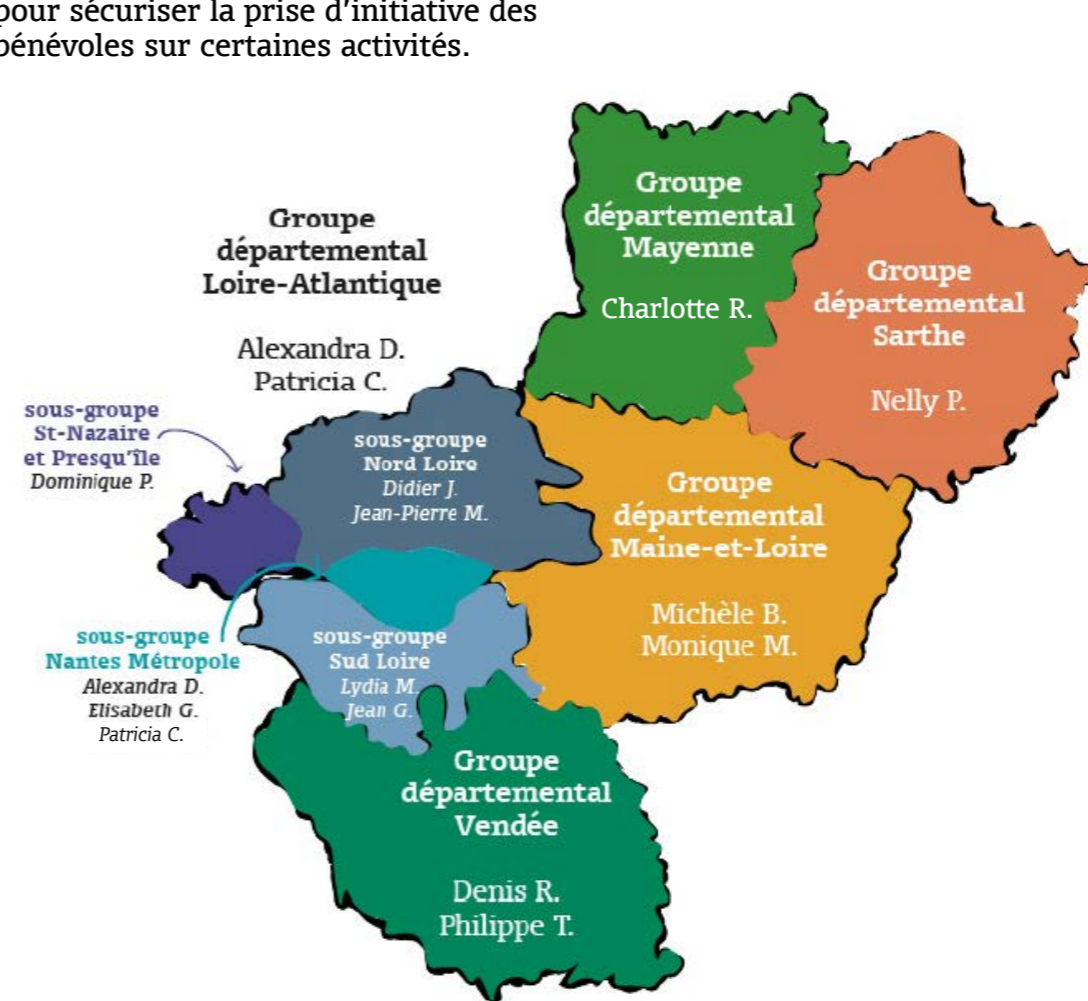 pour sécuriser la prise d'initiative des
bénévoles sur certaines activités.
Groupe
départemental
Loire-Atlantique
Alexandra D.
Patricia C.
Groupe
départemental
Mayenne
Charlotte R.
Groupe
départemental
Sarthe
Nelly P.
sous-groupe
St-Nazaire
et Presqu'île
Dominique P.
sous-groupe
Nord Loire
Didier J.
Jean-Pierre M.
Groupe
départemental
Maine-et-Loire
Michèle B.
Monique M.
sous-groupe
Nantes Métropole
Alexandra D.
Elisabeth G.
Patricia C.
sous-groupe
Sud Loire
Lydia M.
Jean G.
Groupe
départemental
Vendée
Denis R.
Philippe T.